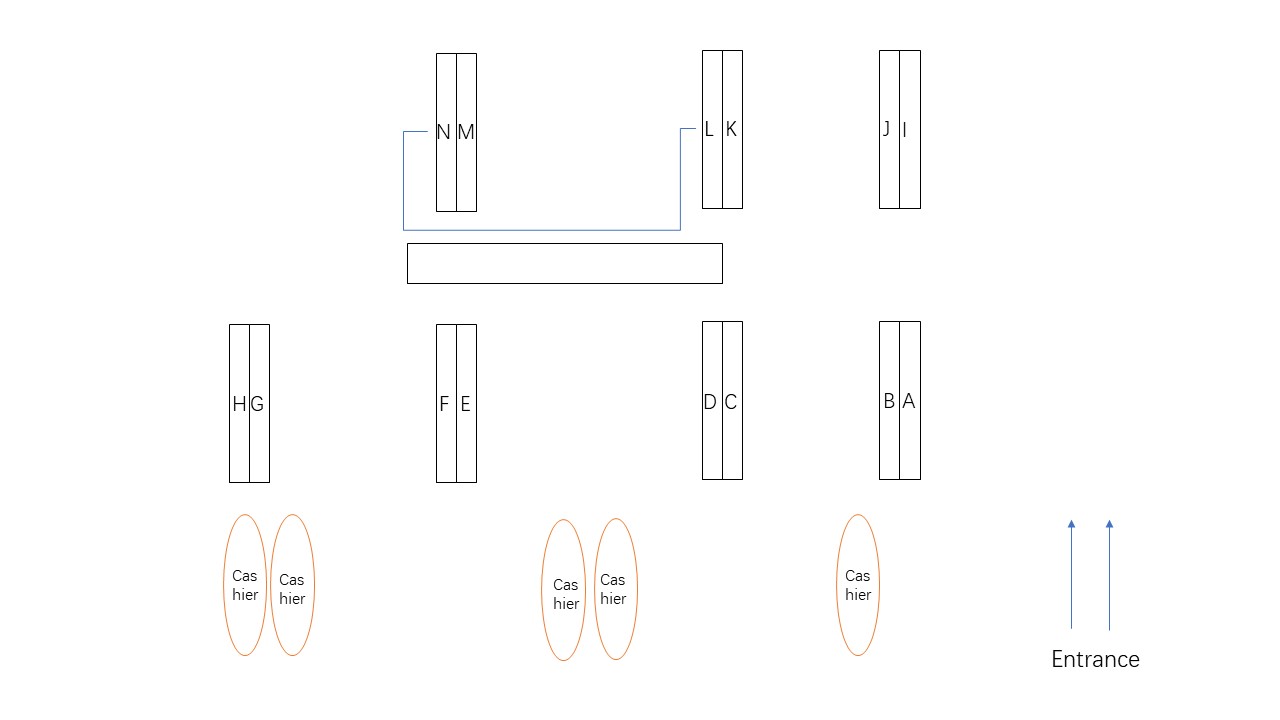 N M
L K
J I
H G
F E
D C
B A
Cas
hier
Cas
hier
Cas
hier
Cas
hier
Cas
hier
Entrance